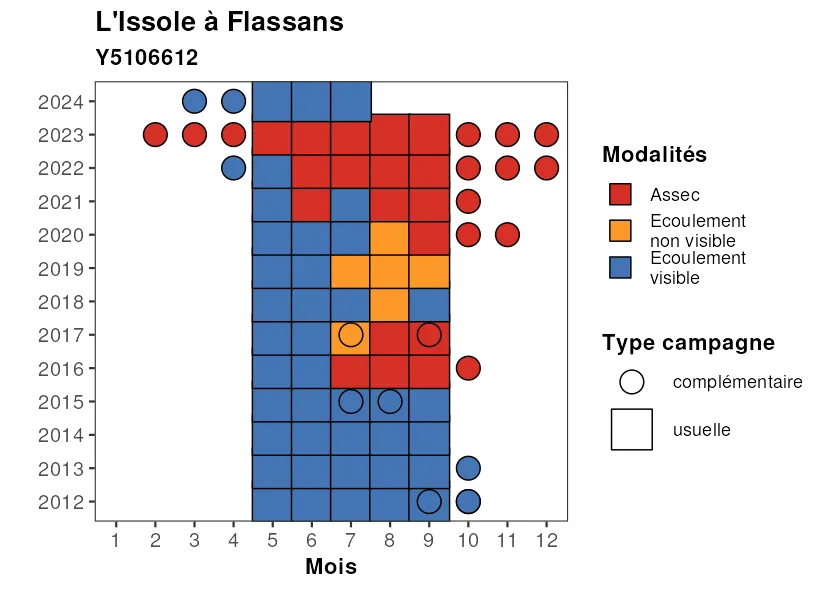 L'Issole à Flassans
Y5106612
2024
2023
2022
2021
2020
2019
2018
2017
2016
2015
2014
2013
2012
1 2 3 4 5 6 7 8 9 10 11 12
Mois
Modalités
Assec
Ecoulement
non visible
Ecoulement
visible
Type campagne
complémentaire
usuelle